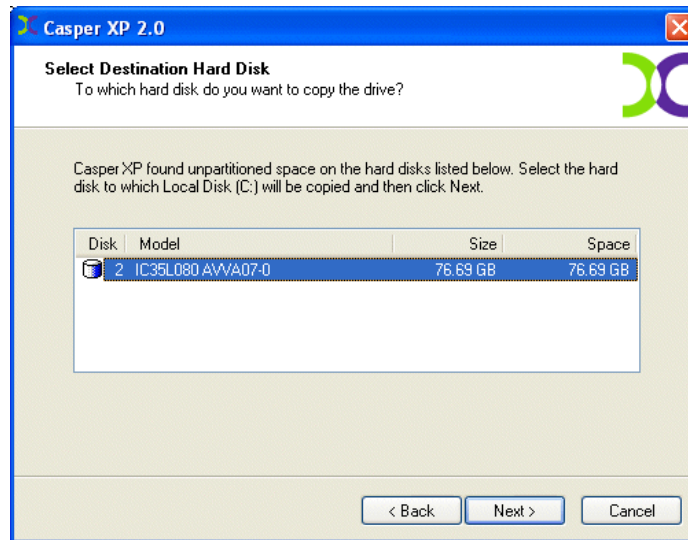 Casper XP 2.0
Select Destination Hard Disk
To which hard disk do you want to copy the drive?
Casper XP found unpartitioned space on the hard disks listed below. Select the hard
disk to which Local Disk (C:) will be copied and then click Next.
Disk Model Size Space
2 IC35L080 AVVA07-0 76.69 GB 76.69 GB
< Back Next > Cancel